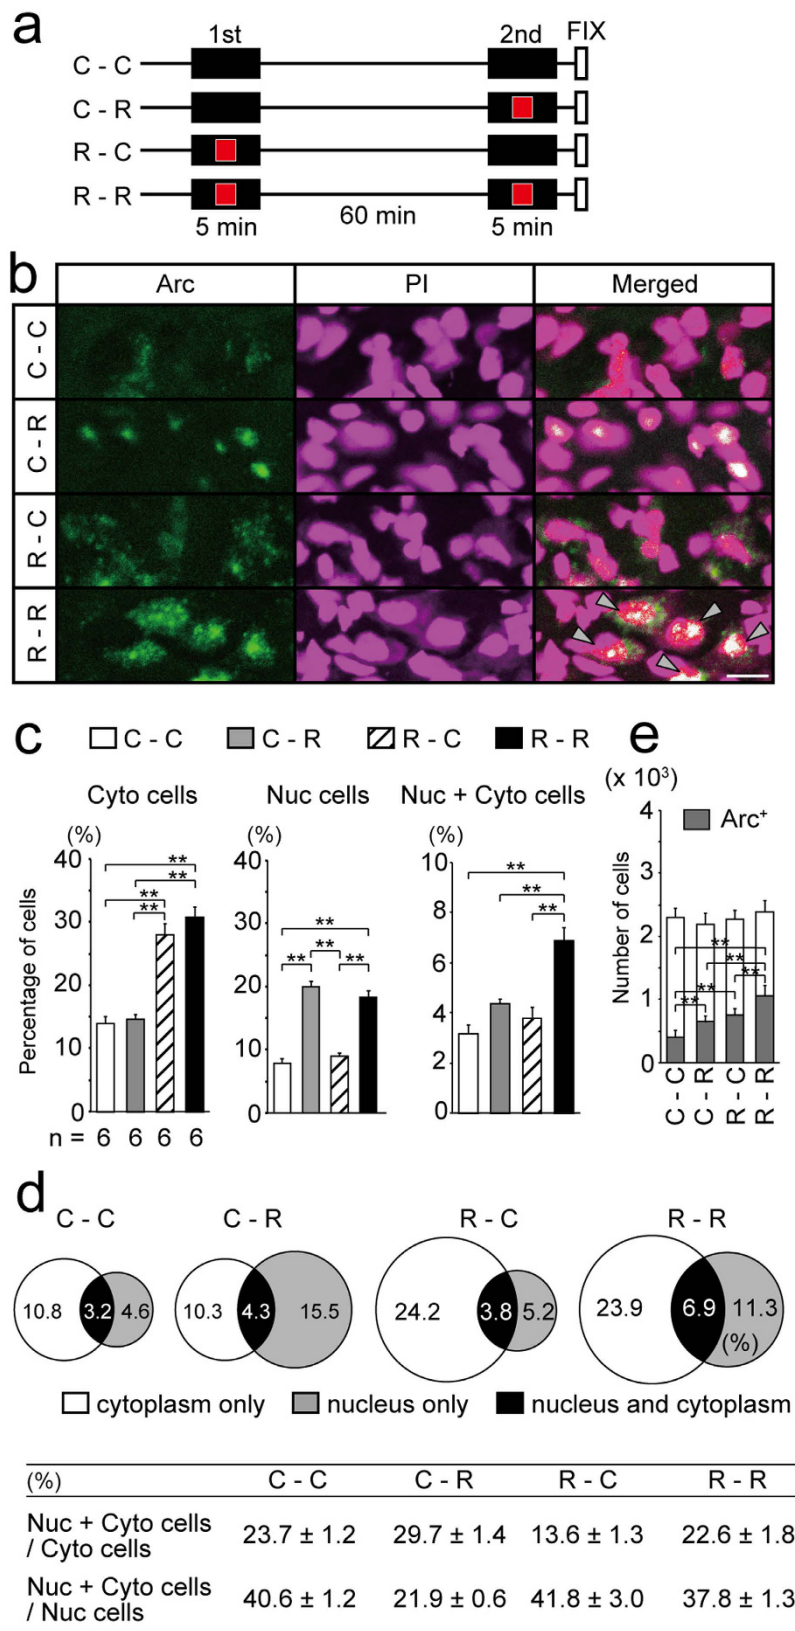 a
1st 2nd FIX
C - C
C - R
R - C
R - R
5 min 60 min 5 min
b
Arc PI Merged
C - C
C - R
R - C
R - R
c
C - C C - R R - C R - R
Cyto cells Nuc cells Nuc + Cyto cells
Percentage of cells
(%) (%) (%)
40 40 10
** ** ** **
30 30 8
** ** ** **
** ** **
20 20 6
10 10 4
2
0 0 0
n = 6 6 6 6
e
(x 10³)
Arc⁺
Number of cells
4
3
2
** ** ** ** **
1
0
C - C C - R R - C R - R
d
C - C C - R R - C R - R
10.8 3.2 4.6 10.3 4.3 15.5 24.2 3.8 5.2 23.9 6.9 11.3
(%)
cytoplasm only nucleus only nucleus and cytoplasm
(%) C - C C - R R - C R - R
Nuc + Cyto cells
/ Cyto cells 23.7 ± 1.2 29.7 ± 1.4 13.6 ± 1.3 22.6 ± 1.8
Nuc + Cyto cells
/ Nuc cells 40.6 ± 1.2 21.9 ± 0.6 41.8 ± 3.0 37.8 ± 1.3